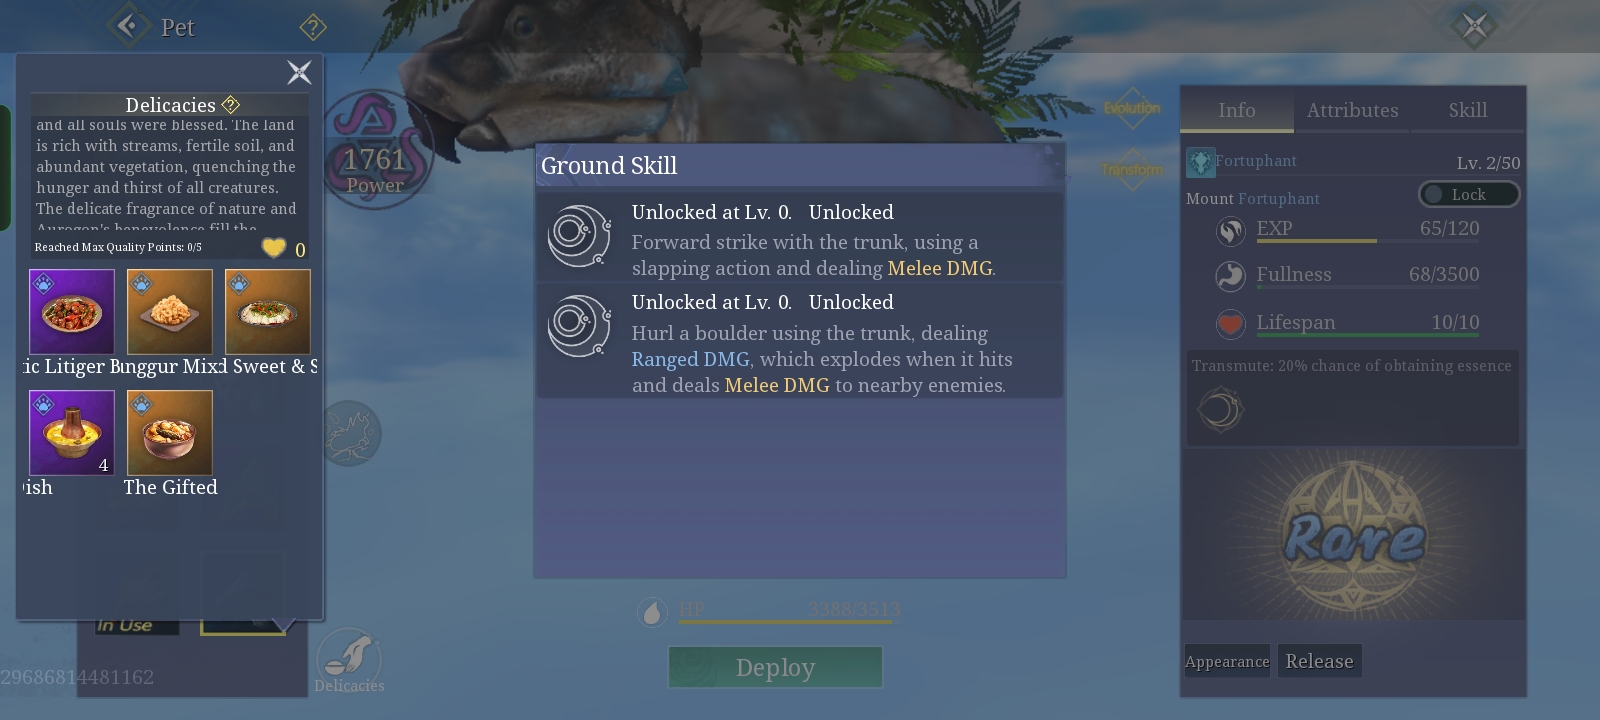 Pet
Delicacies
and all souls were blessed. The land
is rich with streams, fertile soil, and
abundant vegetation, quenching the
hunger and thirst of all creatures.
The delicate fragrance of nature and
Aurogon's benevolence fill the
Reached Max Quality Points: 0/5
0
ic Litiger B
unggur Mix
d Sweet & S
4
ish
The Gifted
In Use
29686814481162
1761
Power
Delicacies
Ground Skill
Unlocked at Lv. 0. Unlocked
Forward strike with the trunk, using a
slapping action and dealing Melee DMG.
Unlocked at Lv. 0. Unlocked
Hurl a boulder using the trunk, dealing
Ranged DMG, which explodes when it hits
and deals Melee DMG to nearby enemies.
HP 3388/3513
Deploy
Evolution
Transform
Info Attributes Skill
Fortuphant Lv. 2/50
Mount Fortuphant Lock
EXP 65/120
Fullness 68/3500
Lifespan 10/10
Transmute: 20% chance of obtaining essence
Rare
Appearance Release